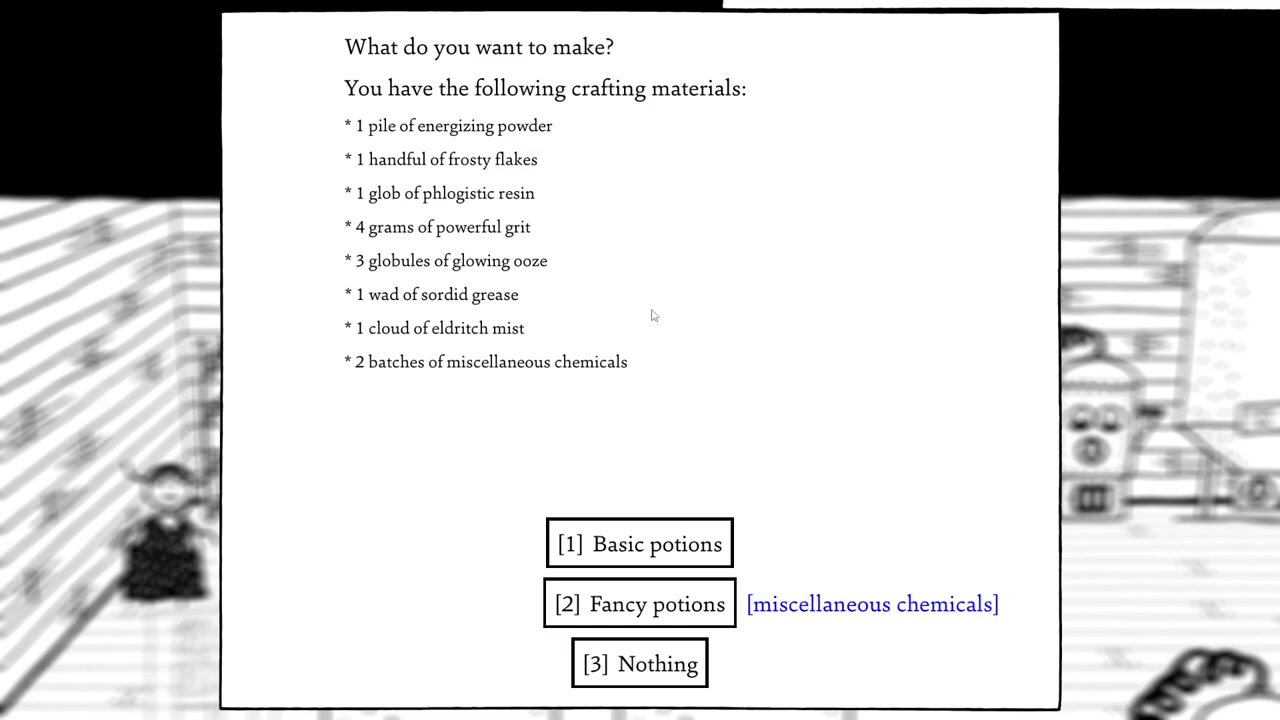 What do you want to make?
You have the following crafting materials:
* 1 pile of energizing powder
* 1 handful of frosty flakes
* 1 glob of phlogistic resin
* 4 grams of powerful grit
* 3 globules of glowing ooze
* 1 wad of sordid grease
* 1 cloud of eldritch mist
* 2 batches of miscellaneous chemicals
[1] Basic potions
[2] Fancy potions [miscellaneous chemicals]
[3] Nothing